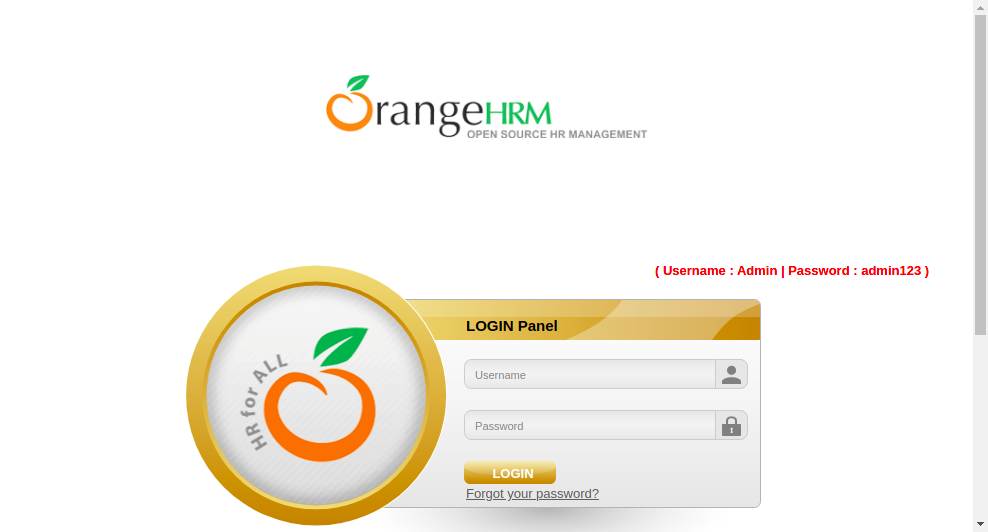 OrangeHRM
OPEN SOURCE HR MANAGEMENT
( Username : Admin | Password : admin123 )
HR for ALL
LOGIN Panel
Username
Password
LOGIN
Forgot your password?